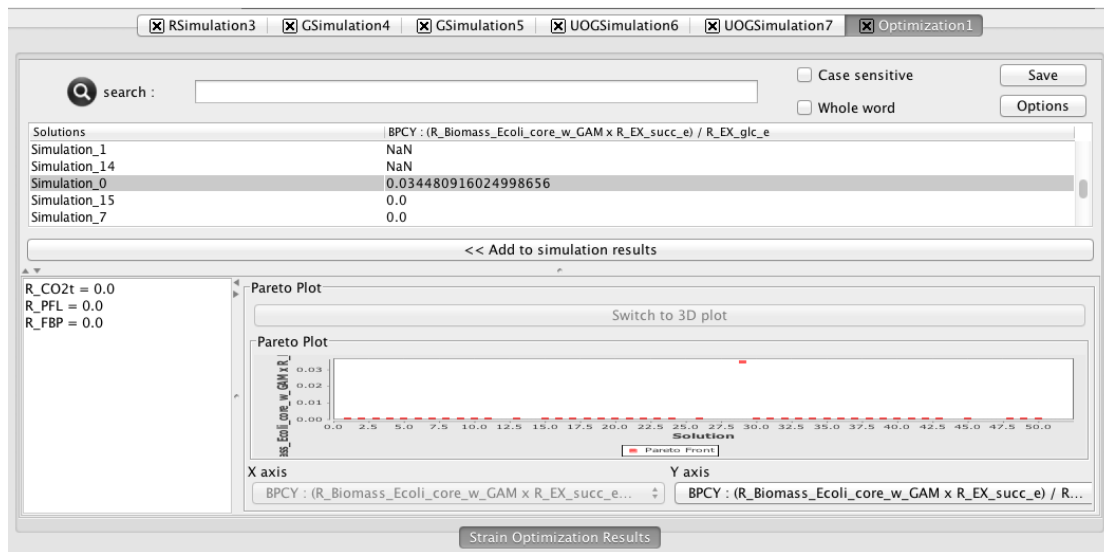 RSimulation3 GSimulation4 GSimulation5 UOGSimulation6 UOGSimulation7 Optimization1
search :
Case sensitive
Save
Whole word
Options
Solutions BPCY : (R_Biomass_Ecoli_core_w_GAM x R_EX_succ_e) / R_EX_glc_e
Simulation_1 NaN
Simulation_14 NaN
Simulation_0 0.034480916024998656
Simulation_15 0.0
Simulation_7 0.0
<< Add to simulation results
R_CO2t = 0.0
R_PFL = 0.0
R_FBP = 0.0
Pareto Plot
Switch to 3D plot
Pareto Plot
ss_Ecoli_core_w_GAM x R_
0.03
0.02
0.01
0.00
0.0 2.5 5.0 7.5 10.0 12.5 15.0 17.5 20.0 22.5 25.0 27.5 30.0 32.5 35.0 37.5 40.0 42.5 45.0 47.5 50.0
Solution
Pareto Front
X axis Y axis
BPCY : (R_Biomass_Ecoli_core_w_GAM x R_EX_succ_e... BPCY : (R_Biomass_Ecoli_core_w_GAM x R_EX_succ_e) / R...
Strain Optimization Results